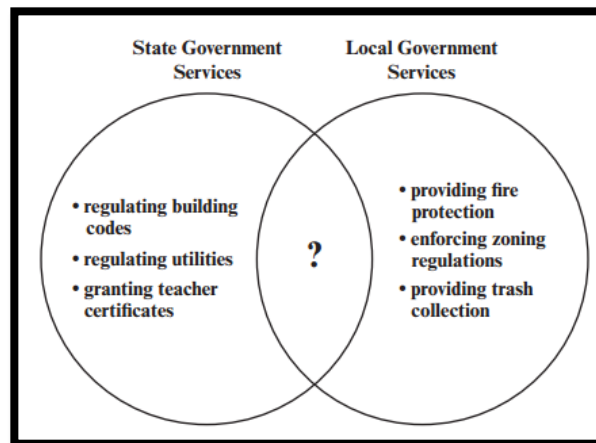 State Government
Services
Local Government
Services
• regulating building
codes
• regulating utilities
• granting teacher
certificates
?
• providing fire
protection
• enforcing zoning
regulations
• providing trash
collection